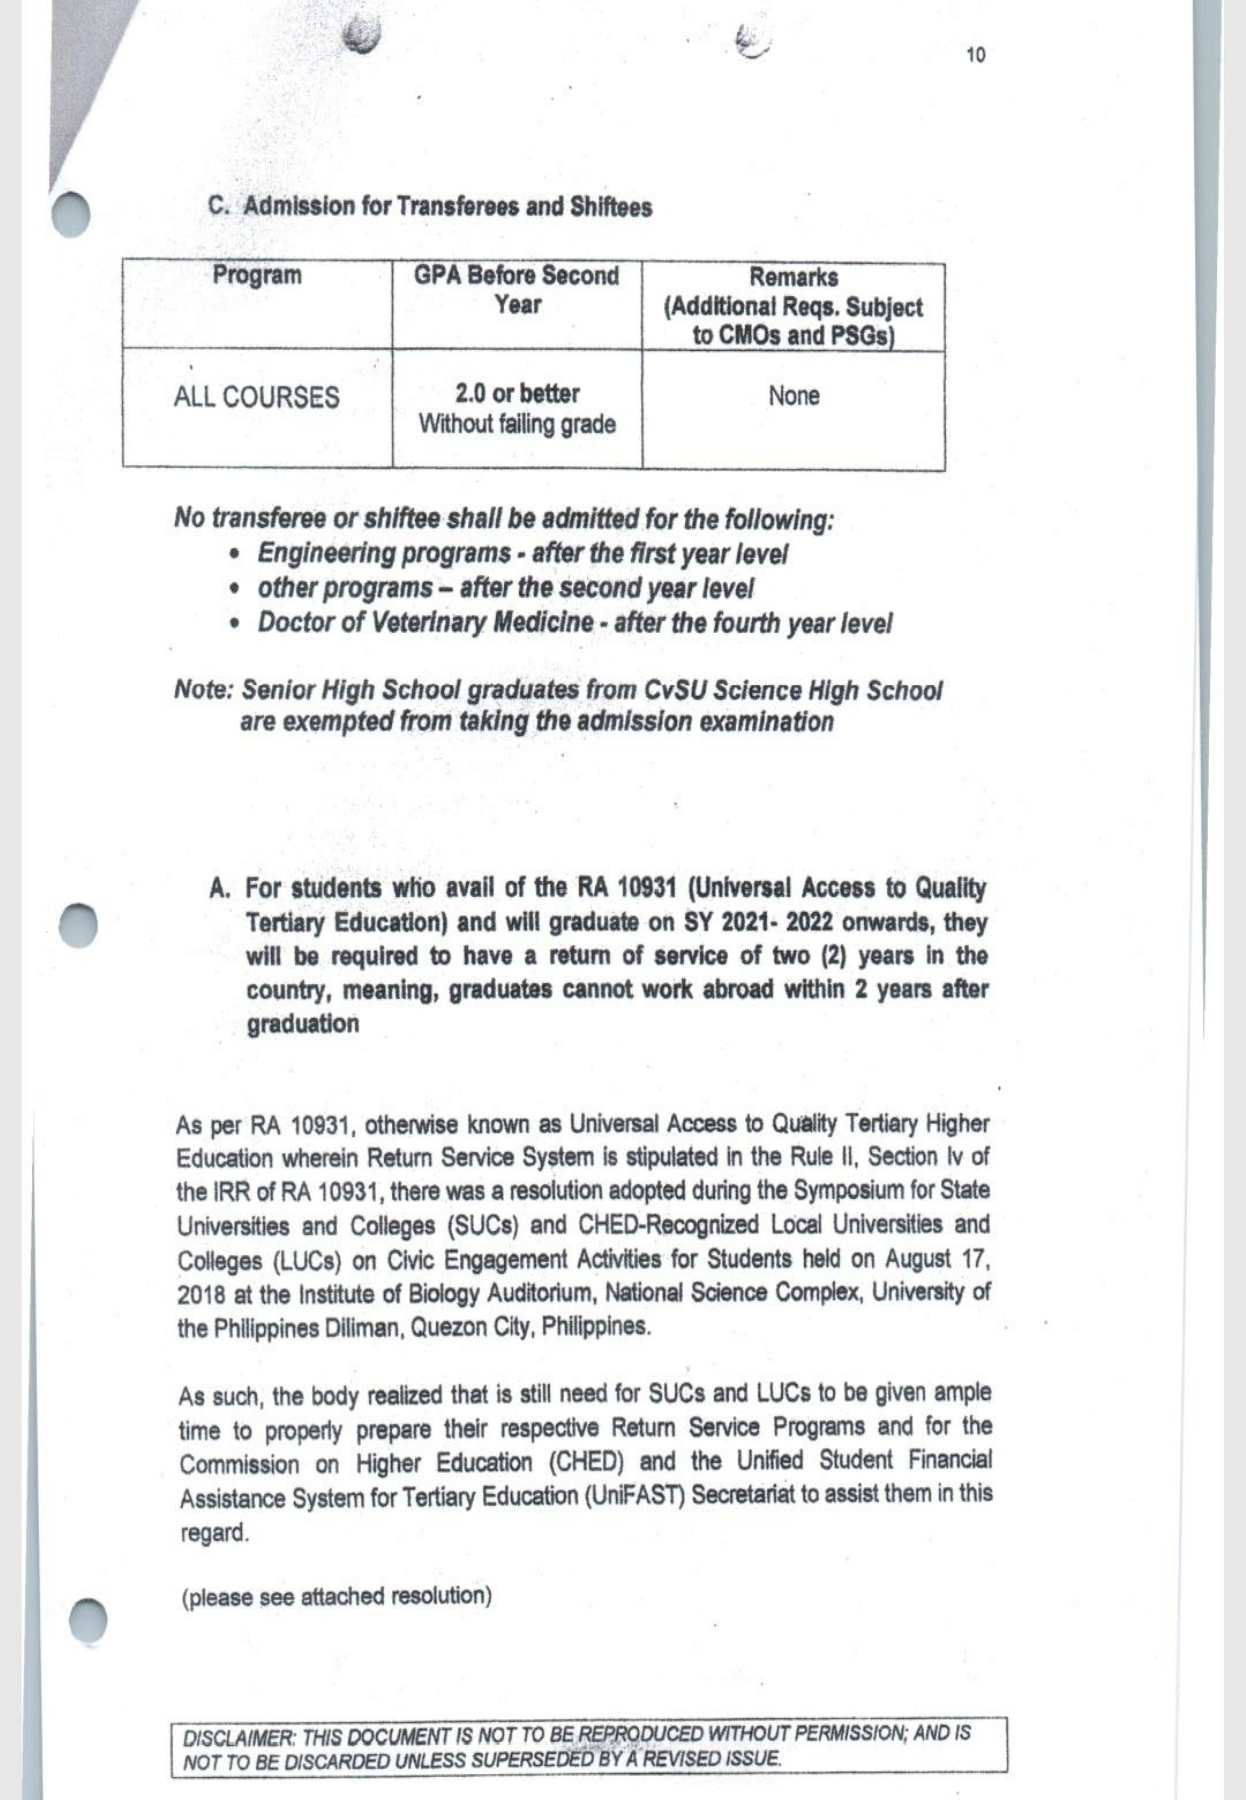 10
C. Admission for Transferees and Shiftees
Program
GPA Before Second
Year
Remarks
(Additional Reqs. Subject
to CMOs and PSGs)
ALL COURSES
2.0 or better
Without failing grade
None
No transferee or shiftee shall be admitted for the following:
• Engineering programs - after the first year level
• other programs – after the second year level
• Doctor of Veterinary Medicine - after the fourth year level
Note: Senior High School graduates from CvSU Science High School
are exempted from taking the admission examination
A. For students who avail of the RA 10931 (Universal Access to Quality
Tertiary Education) and will graduate on SY 2021- 2022 onwards, they
will be required to have a return of service of two (2) years in the
country, meaning, graduates cannot work abroad within 2 years after
graduation
As per RA 10931, otherwise known as Universal Access to Quality Tertiary Higher
Education wherein Return Service System is stipulated in the Rule II, Section Iv of
the IRR of RA 10931, there was a resolution adopted during the Symposium for State
Universities and Colleges (SUCs) and CHED-Recognized Local Universities and
Colleges (LUCs) on Civic Engagement Activities for Students held on August 17,
2018 at the Institute of Biology Auditorium, National Science Complex, University of
the Philippines Diliman, Quezon City, Philippines.
As such, the body realized that is still need for SUCs and LUCs to be given ample
time to properly prepare their respective Return Service Programs and for the
Commission on Higher Education (CHED) and the Unified Student Financial
Assistance System for Tertiary Education (UniFAST) Secretariat to assist them in this
regard.
(please see attached resolution)
DISCLAIMER: THIS DOCUMENT IS NOT TO BE REPRODUCED WITHOUT PERMISSION; AND IS
NOT TO BE DISCARDED UNLESS SUPERSEDED BY A REVISED ISSUE.